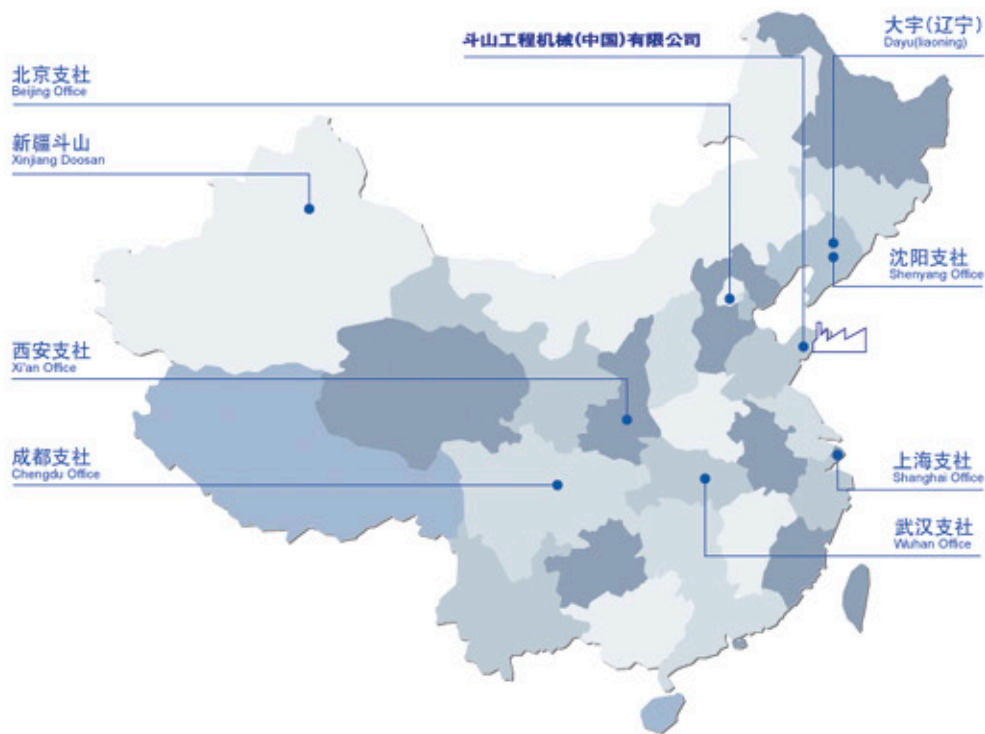 大宇(辽宁)
Dayu(liaoning)
斗山工程机械(中国)有限公司
北京支社
Beijing Office
新疆斗山
Xinjiang Doosan
沈阳支社
Shenyang Office
西安支社
Xi'an Office
成都支社
Chengdu Office
上海支社
Shanghai Office
武汉支社
Wuhan Office